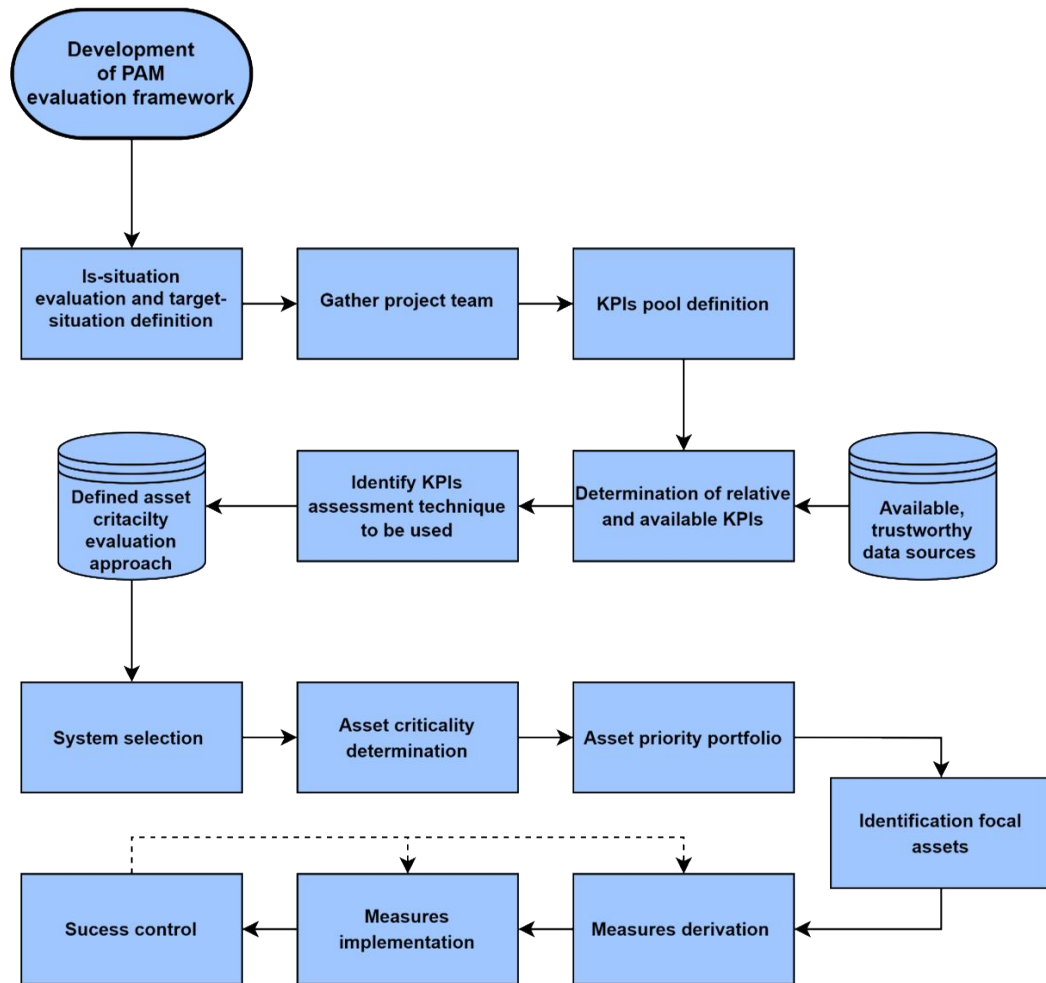 Development
of PAM
evaluation framework
Is-situation
evaluation and target-
situation definition
Gather project team
KPIs pool definition
Defined asset
critacilty
evaluation
approach
Identify KPIs
assessment technique
to be used
Determination of relative
and available KPIs
Available,
trustworthy
data sources
System selection
Asset criticality
determination
Asset priority portfolio
Identification focal
assets
Sucess control
Measures
implementation
Measures derivation